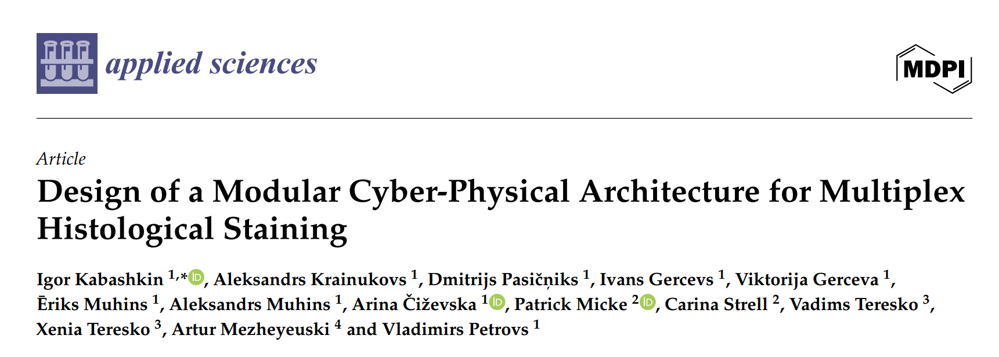 applied sciences
MDPI
Article
Design of a Modular Cyber-Physical Architecture for Multiplex
Histological Staining
Igor Kabashkin 1,* iD, Aleksandrs Krainukovs 1, Dmitrijs Pasičņiks 1, Ivans Gercevs 1, Viktorija Gerceva 1,
Ēriks Muhins 1, Aleksandrs Muhins 1, Arina Čiževska 1 iD, Patrick Micke 2 iD, Carina Strell 2, Vadims Teresko 3,
Xenia Teresko 3, Artur Mezheyeuski 4 and Vladimirs Petrovs 1